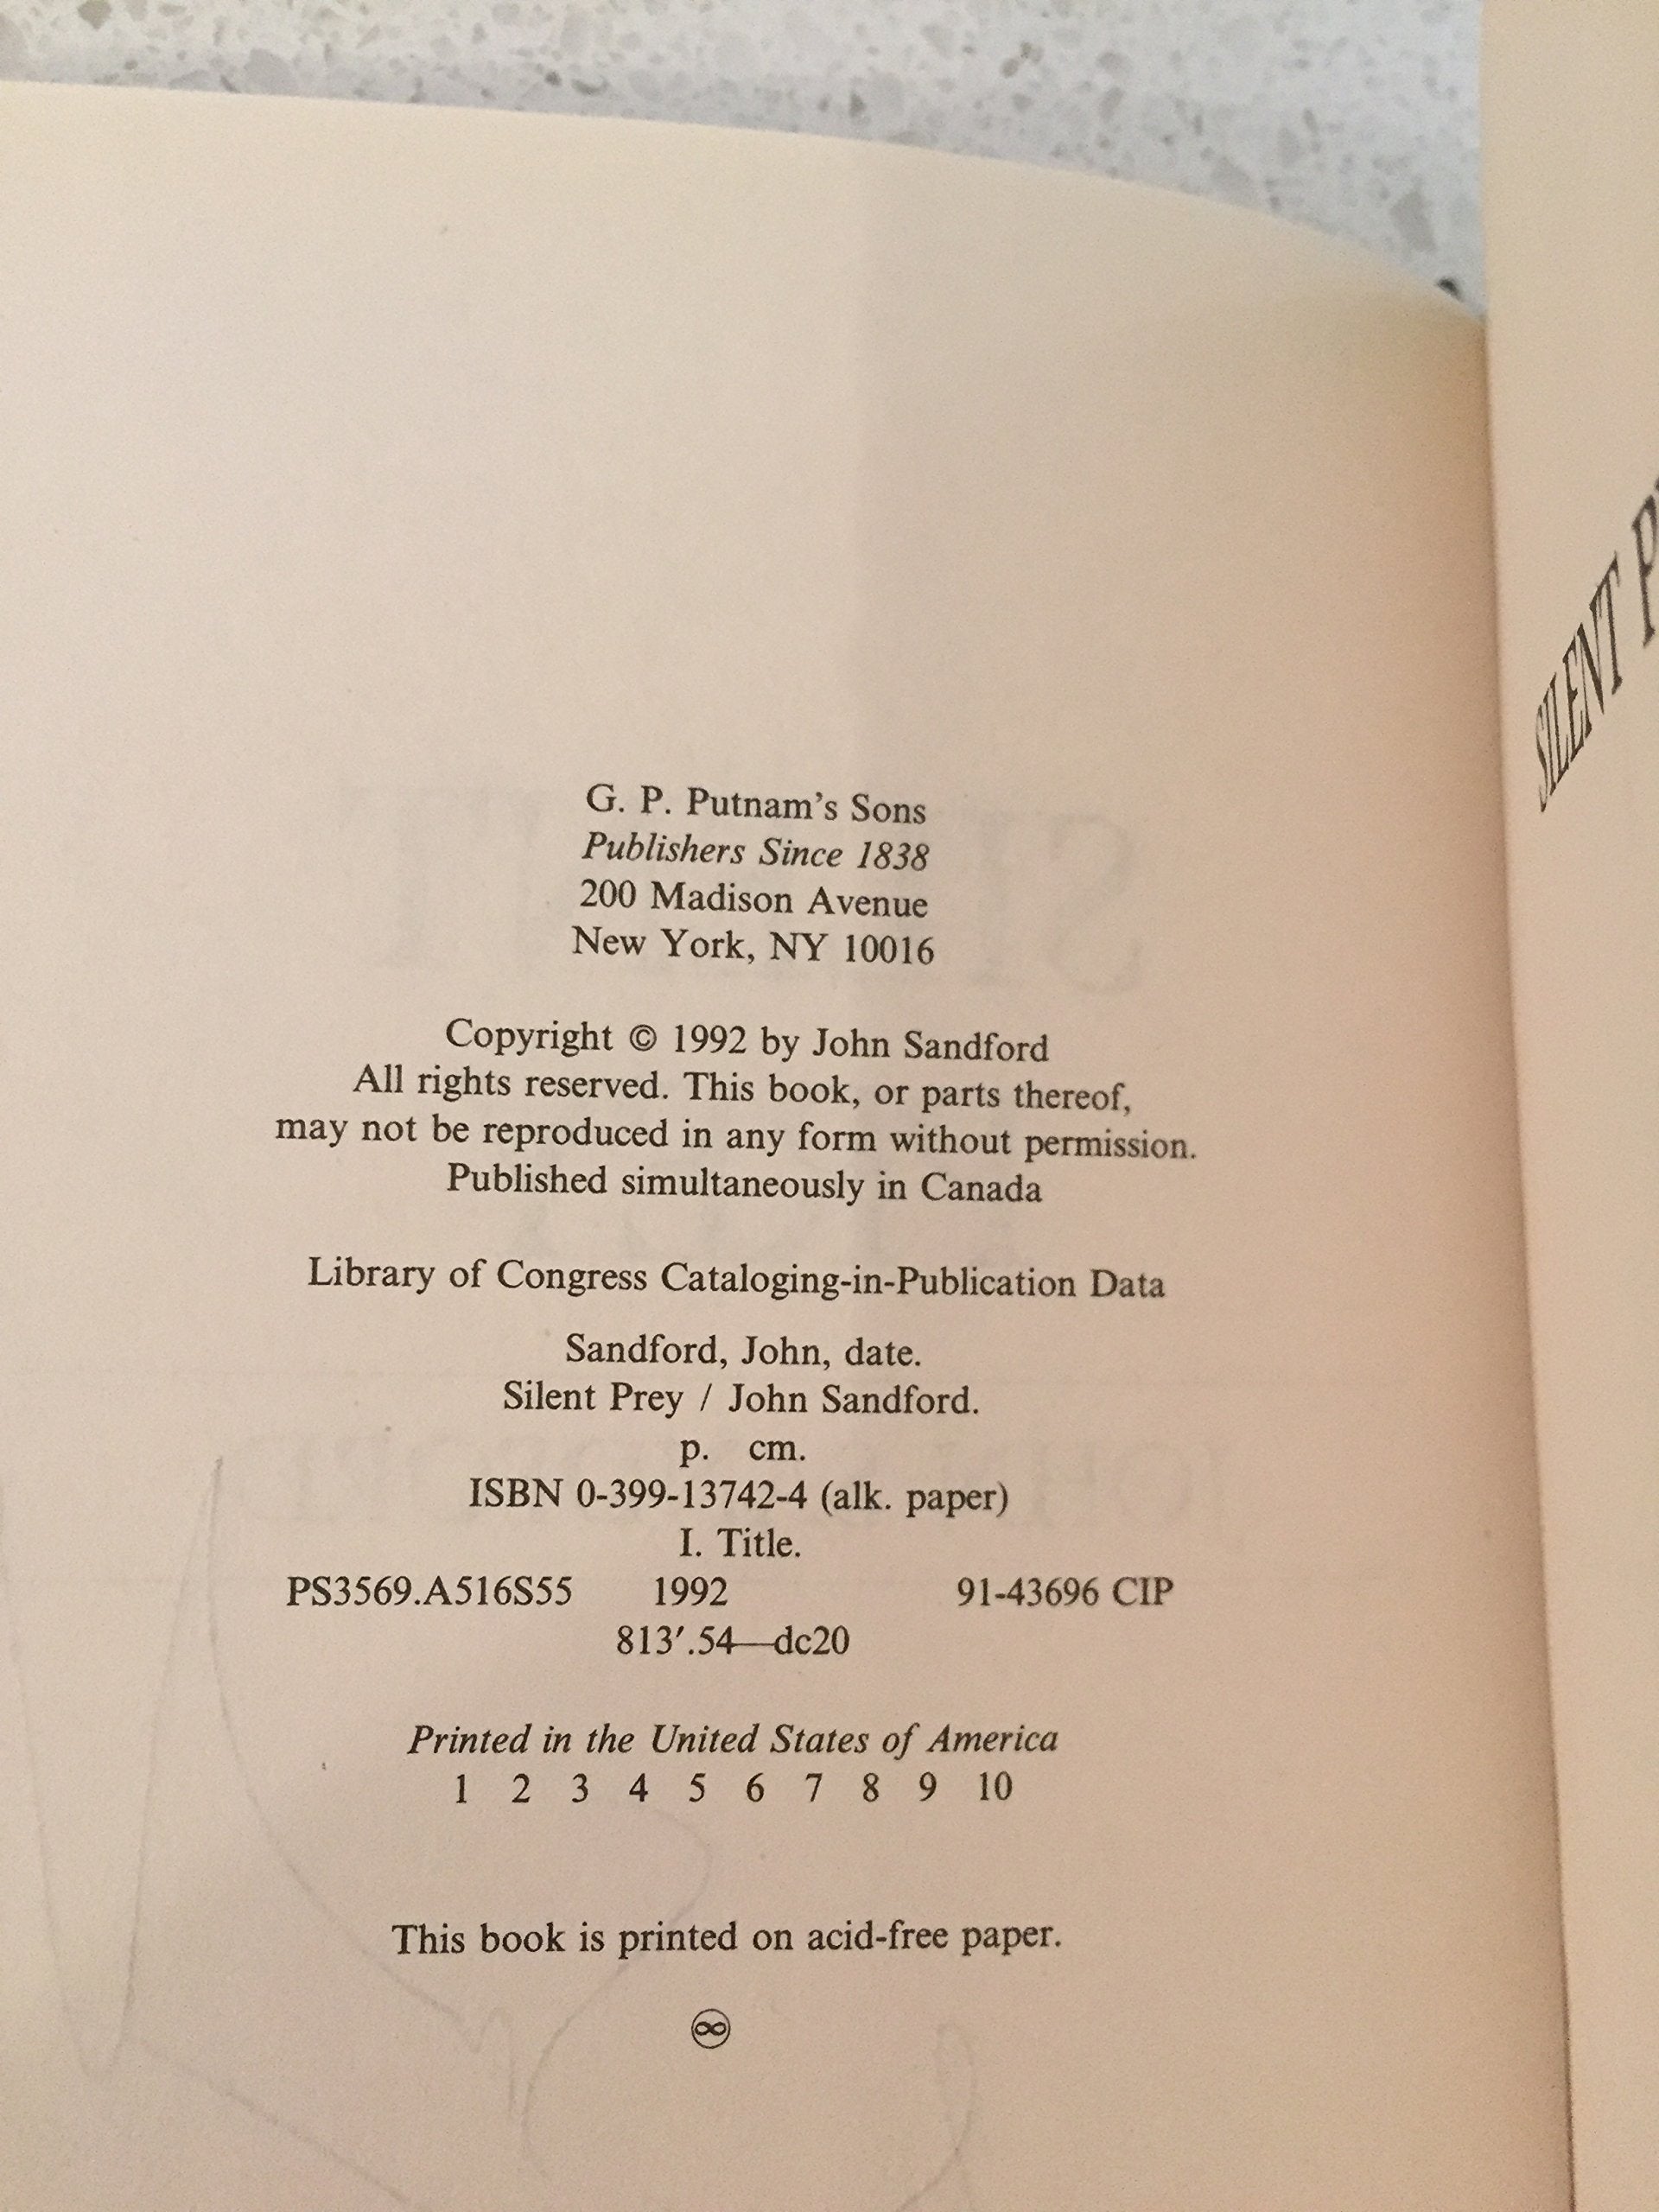 G. P. Putnam's Sons
Publishers Since 1838
200 Madison Avenue
New York, NY 10016
Copyright © 1992 by John Sandford
All rights reserved. This book, or parts thereof,
may not be reproduced in any form without permission.
Published simultaneously in Canada
Library of Congress Cataloging-in-Publication Data
Sandford, John, date.
Silent Prey / John Sandford.
p. cm.
ISBN 0-399-13742-4 (alk. paper)
I. Title.
PS3569.A516S55 1992 91-43696 CIP
813′.54—dc20
Printed in the United States of America
1 2 3 4 5 6 7 8 9 10
This book is printed on acid-free paper.
SILENT